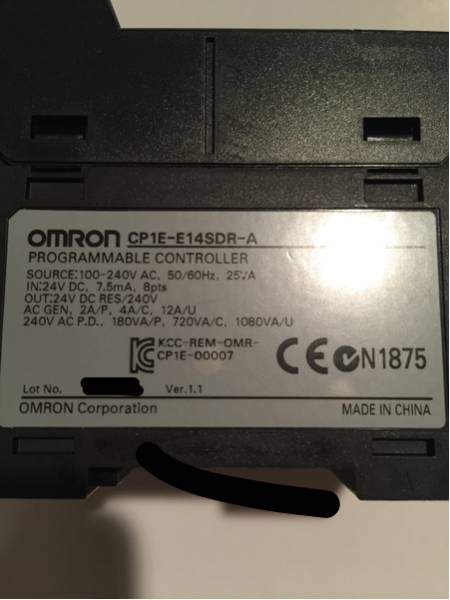 OMRON CP1E-E14SDR-A
PROGRAMMABLE CONTROLLER
SOURCE:100-240V AC, 50/60Hz, 25VA
IN:24V DC, 7.5mA, 8pts
OUT:24V DC RES/240V
AC GEN, 2A/P, 4A/C, 12A/U
240V AC P.D., 180VA/P, 720VA/C, 1080VA/U
KCC-REM-OMR-
CP1E-00007
CE N1875
Lot No. Ver.1.1
OMRON Corporation MADE IN CHINA